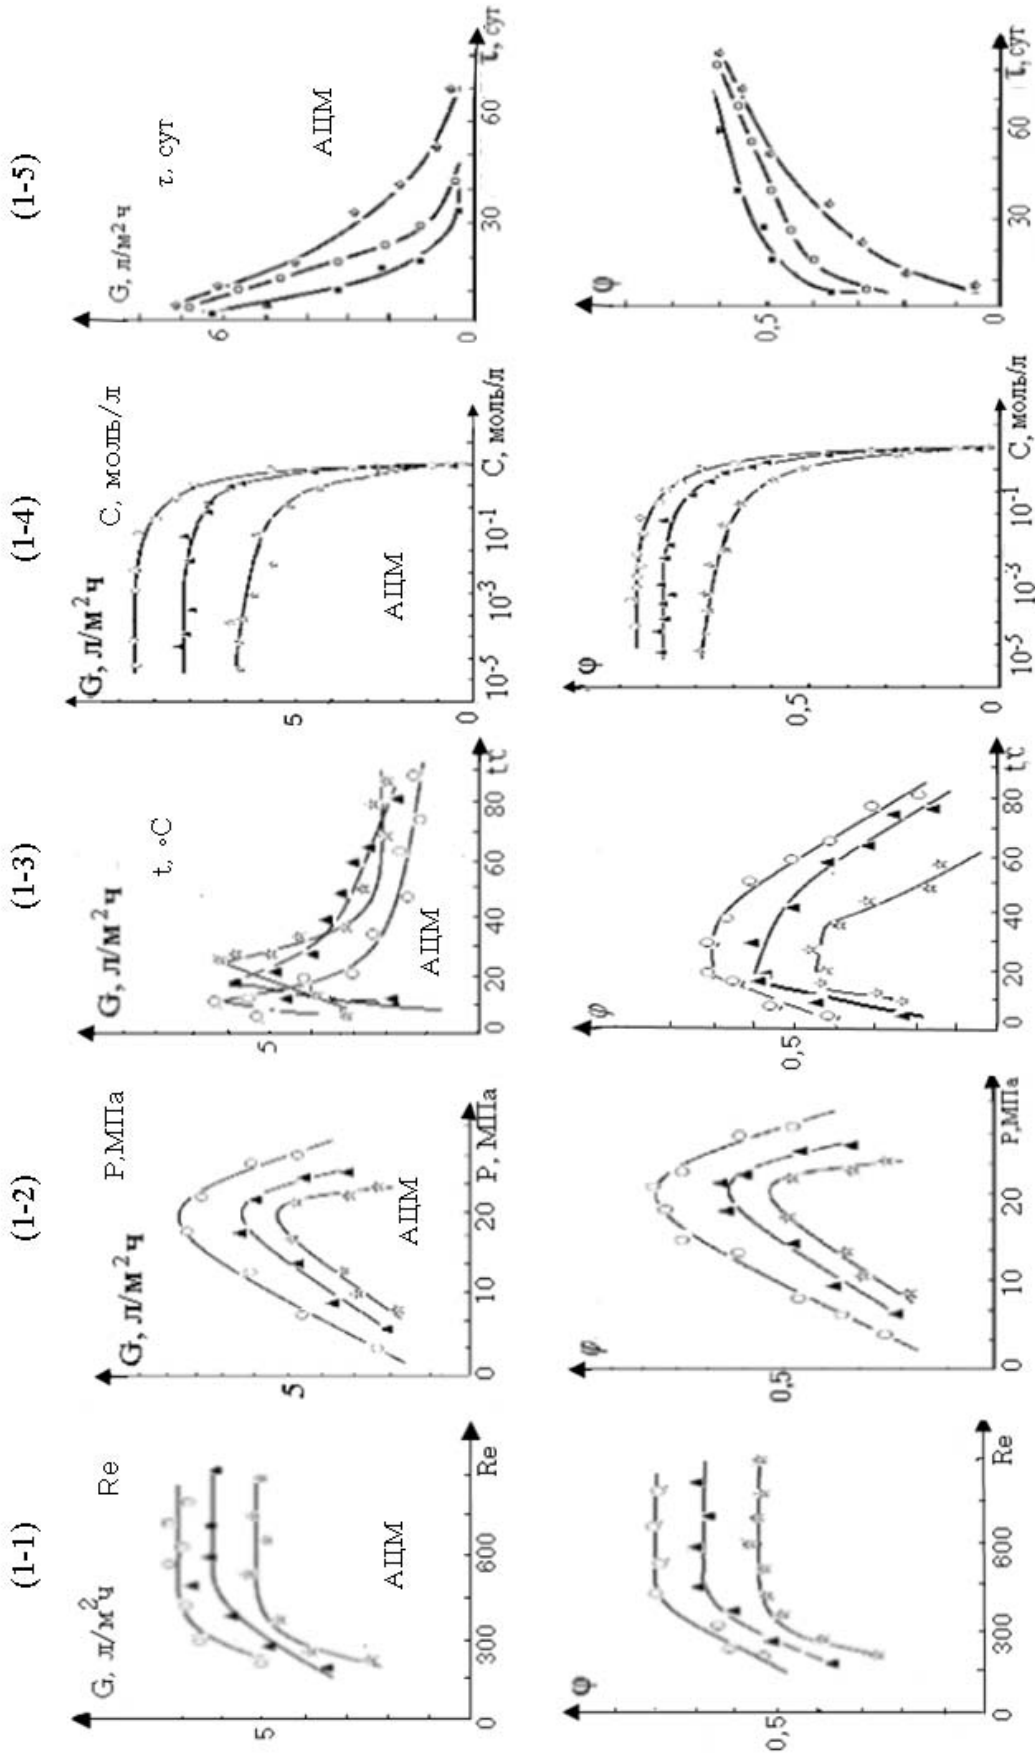 (1-1) (1-2) (1-3) (1-4) (1-5)
G, л/м²ч
Re
5
АЦМ
0 300 600 Re
G, л/м²ч
Р,МПа
5
АЦМ
0 10 20 Р, МПа
G, л/м²ч
t, °С
5
АЦМ
0 20 40 60 80 t,°С
G, л/м²ч
С, моль/л
5
АЦМ
0
10⁻⁵ 10⁻³ 10⁻¹ С, моль/л
G, л/м²ч
τ, сут
6
АЦМ
0
30 60 τ, сут
φ
0,5
0 300 600 Re
φ
0,5
0 10 20 Р,МПа
φ
0,5
0 20 40 60 80
φ
0,5
0
10⁻⁵ 10⁻³ 10⁻¹ С, моль/л
φ
0,5
0
30 60 τ, сут